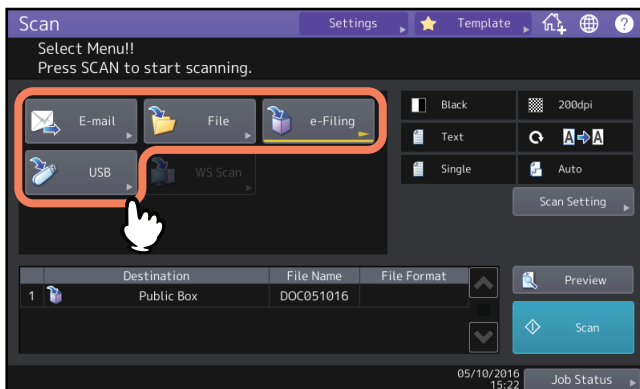 Scan Settings Template ?
Select Menu!!
Press SCAN to start scanning.
E-mail File e-Filing
USB WS Scan
Black 200dpi
Text A A
Single Auto
Scan Setting
Destination File Name File Format
1 Public Box DOC051016
Preview
Scan
05/10/2016
15:22
Job Status